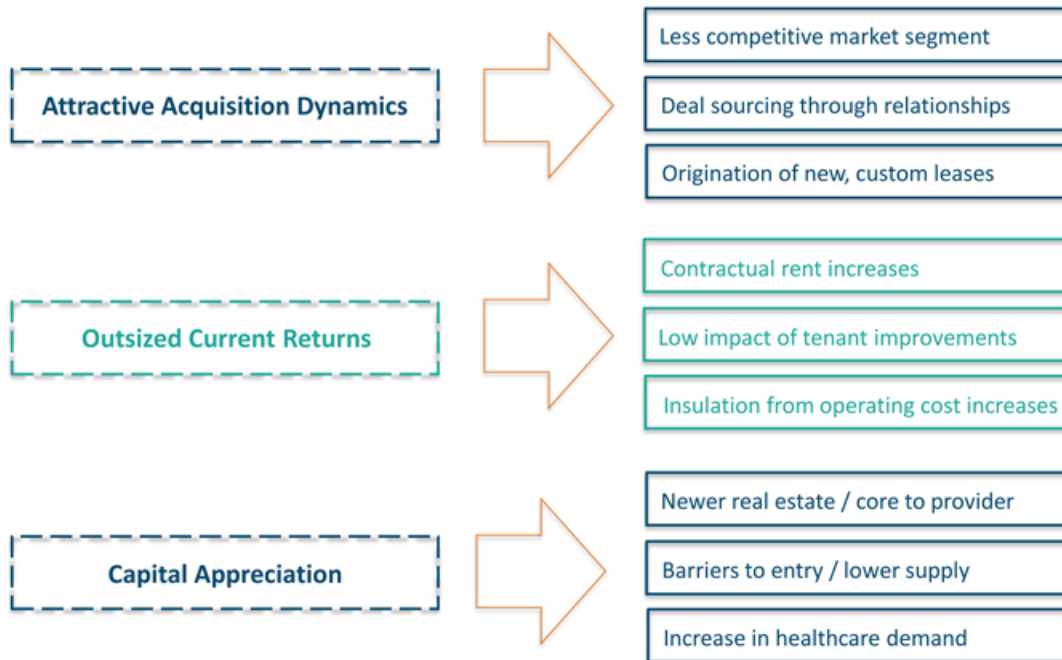 Attractive Acquisition Dynamics
Less competitive market segment
Deal sourcing through relationships
Origination of new, custom leases
Outsized Current Returns
Contractual rent increases
Low impact of tenant improvements
Insulation from operating cost increases
Capital Appreciation
Newer real estate / core to provider
Barriers to entry / lower supply
Increase in healthcare demand